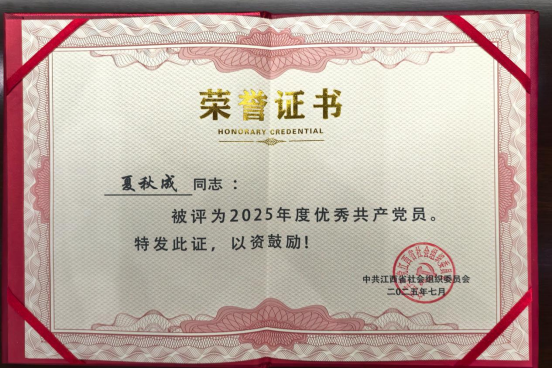 荣誉证书
HONORARY CREDENTIAL
夏秋成 同志：
被评为2025年度优秀共产党员。
特发此证，以资鼓励！
中共江西省社会组织委员会
二〇二五年七月